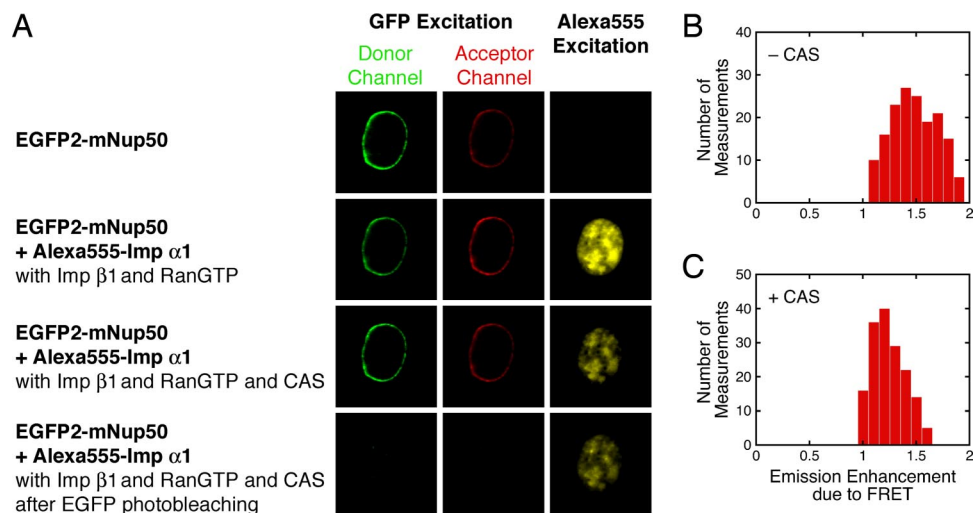 A
GFP Excitation
Alexa555
Excitation
Donor
Channel
Acceptor
Channel
EGFP2-mNup50
EGFP2-mNup50
+ Alexa555-Imp α1
with Imp β1 and RanGTP
EGFP2-mNup50
+ Alexa555-Imp α1
with Imp β1 and RanGTP and CAS
EGFP2-mNup50
+ Alexa555-Imp α1
with Imp β1 and RanGTP and CAS
after EGFP photobleaching
B
– CAS
Number of
Measurements
40
30
20
10
0
0 0.5 1 1.5 2
C
+ CAS
Number of
Measurements
50
40
30
20
10
0
0 0.5 1 1.5 2
Emission Enhancement
due to FRET